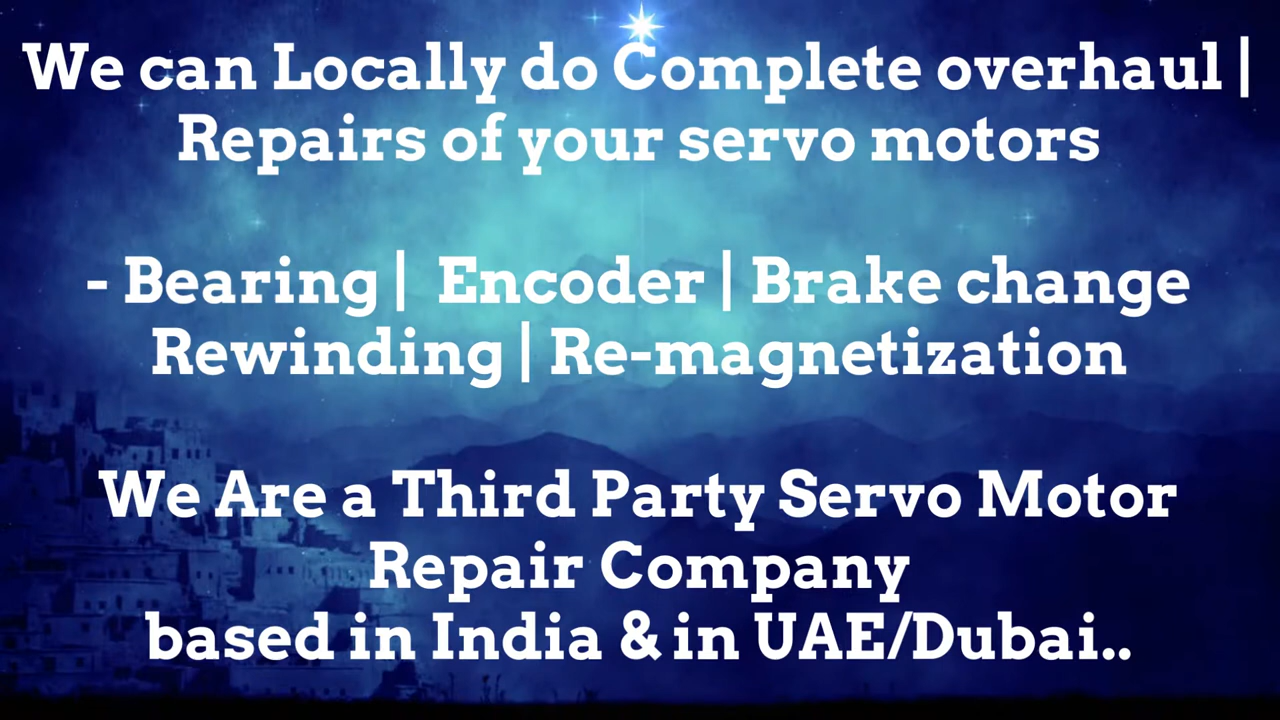 We can Locally do Complete overhaul |
Repairs of your servo motors
- Bearing | Encoder | Brake change
Rewinding | Re-magnetization
We Are a Third Party Servo Motor
Repair Company
based in India & in UAE/Dubai..